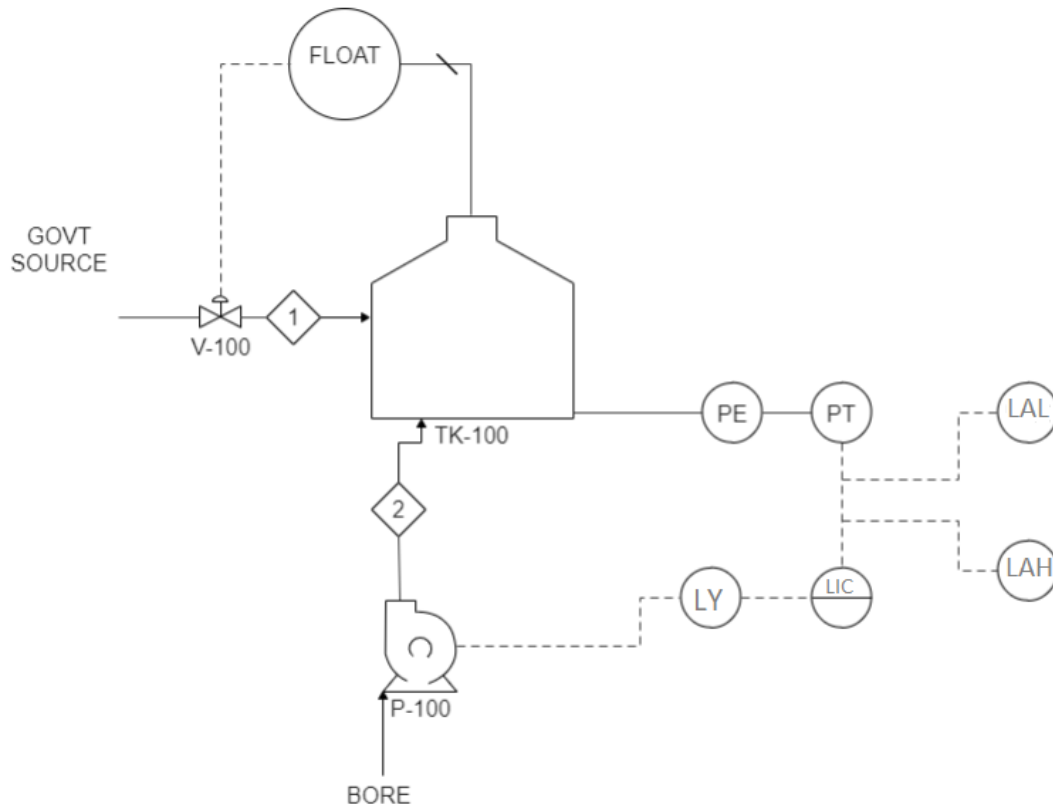 FLOAT
GOVT
SOURCE
1
V-100
PE
PT
LAL
TK-100
2
LIC
LAH
LY
P-100
BORE